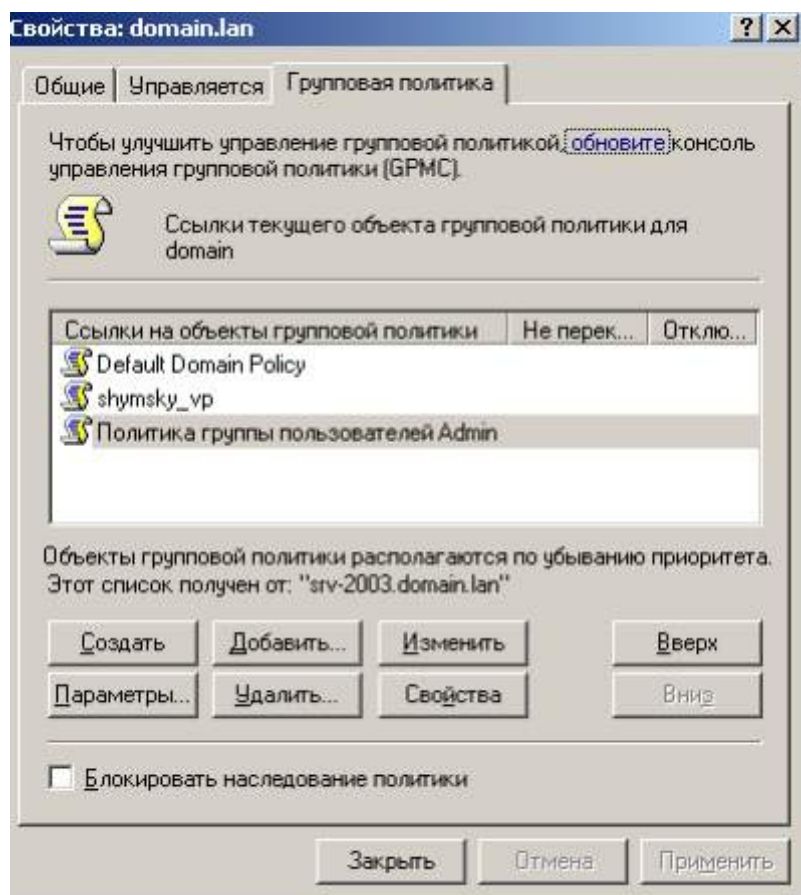 Свойства: domain.lan
Общие Управляется Групповая политика
Чтобы улучшить управление групповой политикой, обновите консоль
управления групповой политики (GPMC).
Ссылки текущего объекта групповой политики для
domain
Ссылки на объекты групповой политики Не перек... Отклю...
Default Domain Policy
shymsky_vp
Политика группы пользователей Admin
Объекты групповой политики располагаются по убыванию приоритета.
Этот список получен от: "srv-2003.domain.lan"
Создать Добавить... Изменить Вверх
Параметры... Удалить... Свойства Вниз
Блокировать наследование политики
Закрыть Отмена Применить